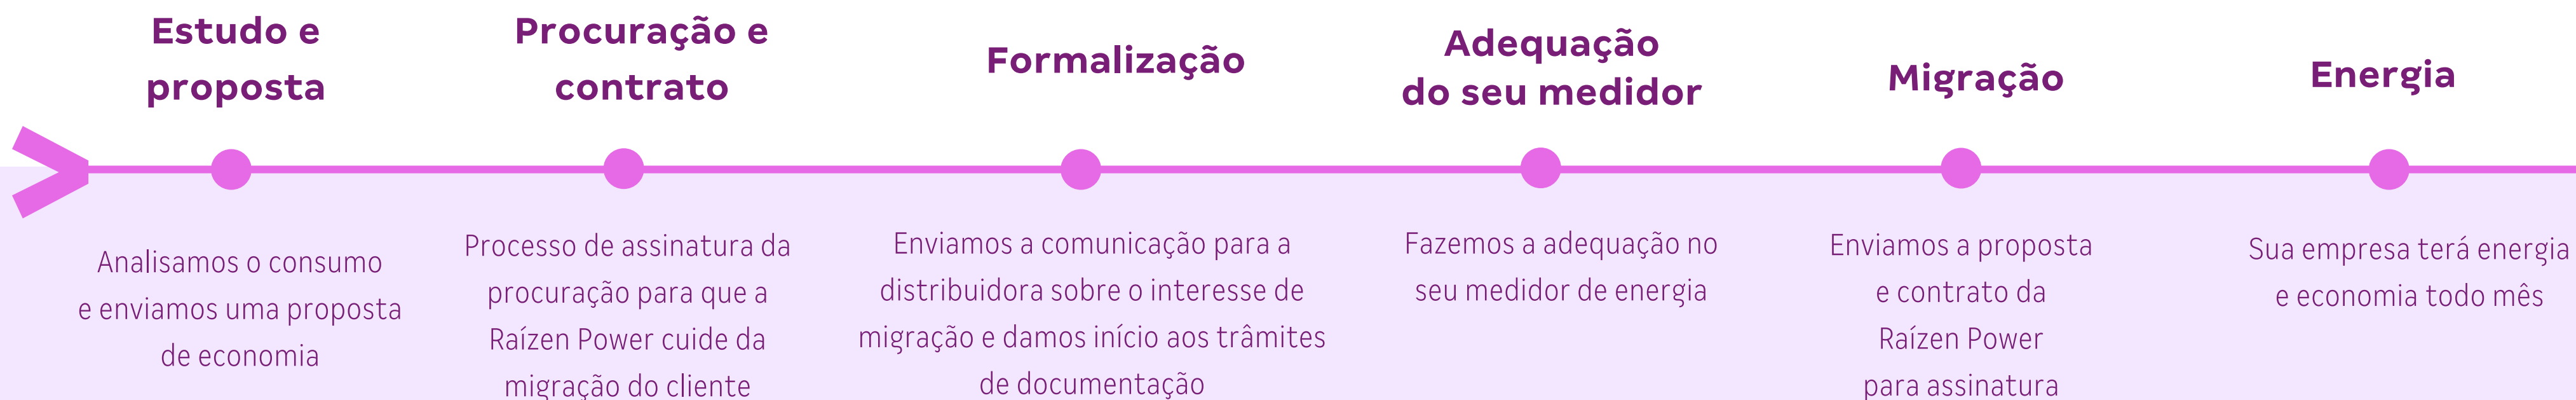 Estudo e
proposta
Analisamos o consumo
e enviamos uma proposta
de economia
Procuração e
contrato
Processo de assinatura da
procuração para que a
Raízen Power cuide da
migração do cliente
Formalização
Enviamos a comunicação para a
distribuidora sobre o interesse de
migração e damos início aos trâmites
de documentação
Adequação
do seu medidor
Fazemos a adequação no
seu medidor de energia
Migração
Enviamos a proposta
e contrato da
Raízen Power
para assinatura
Energia
Sua empresa terá energia
e economia todo mês